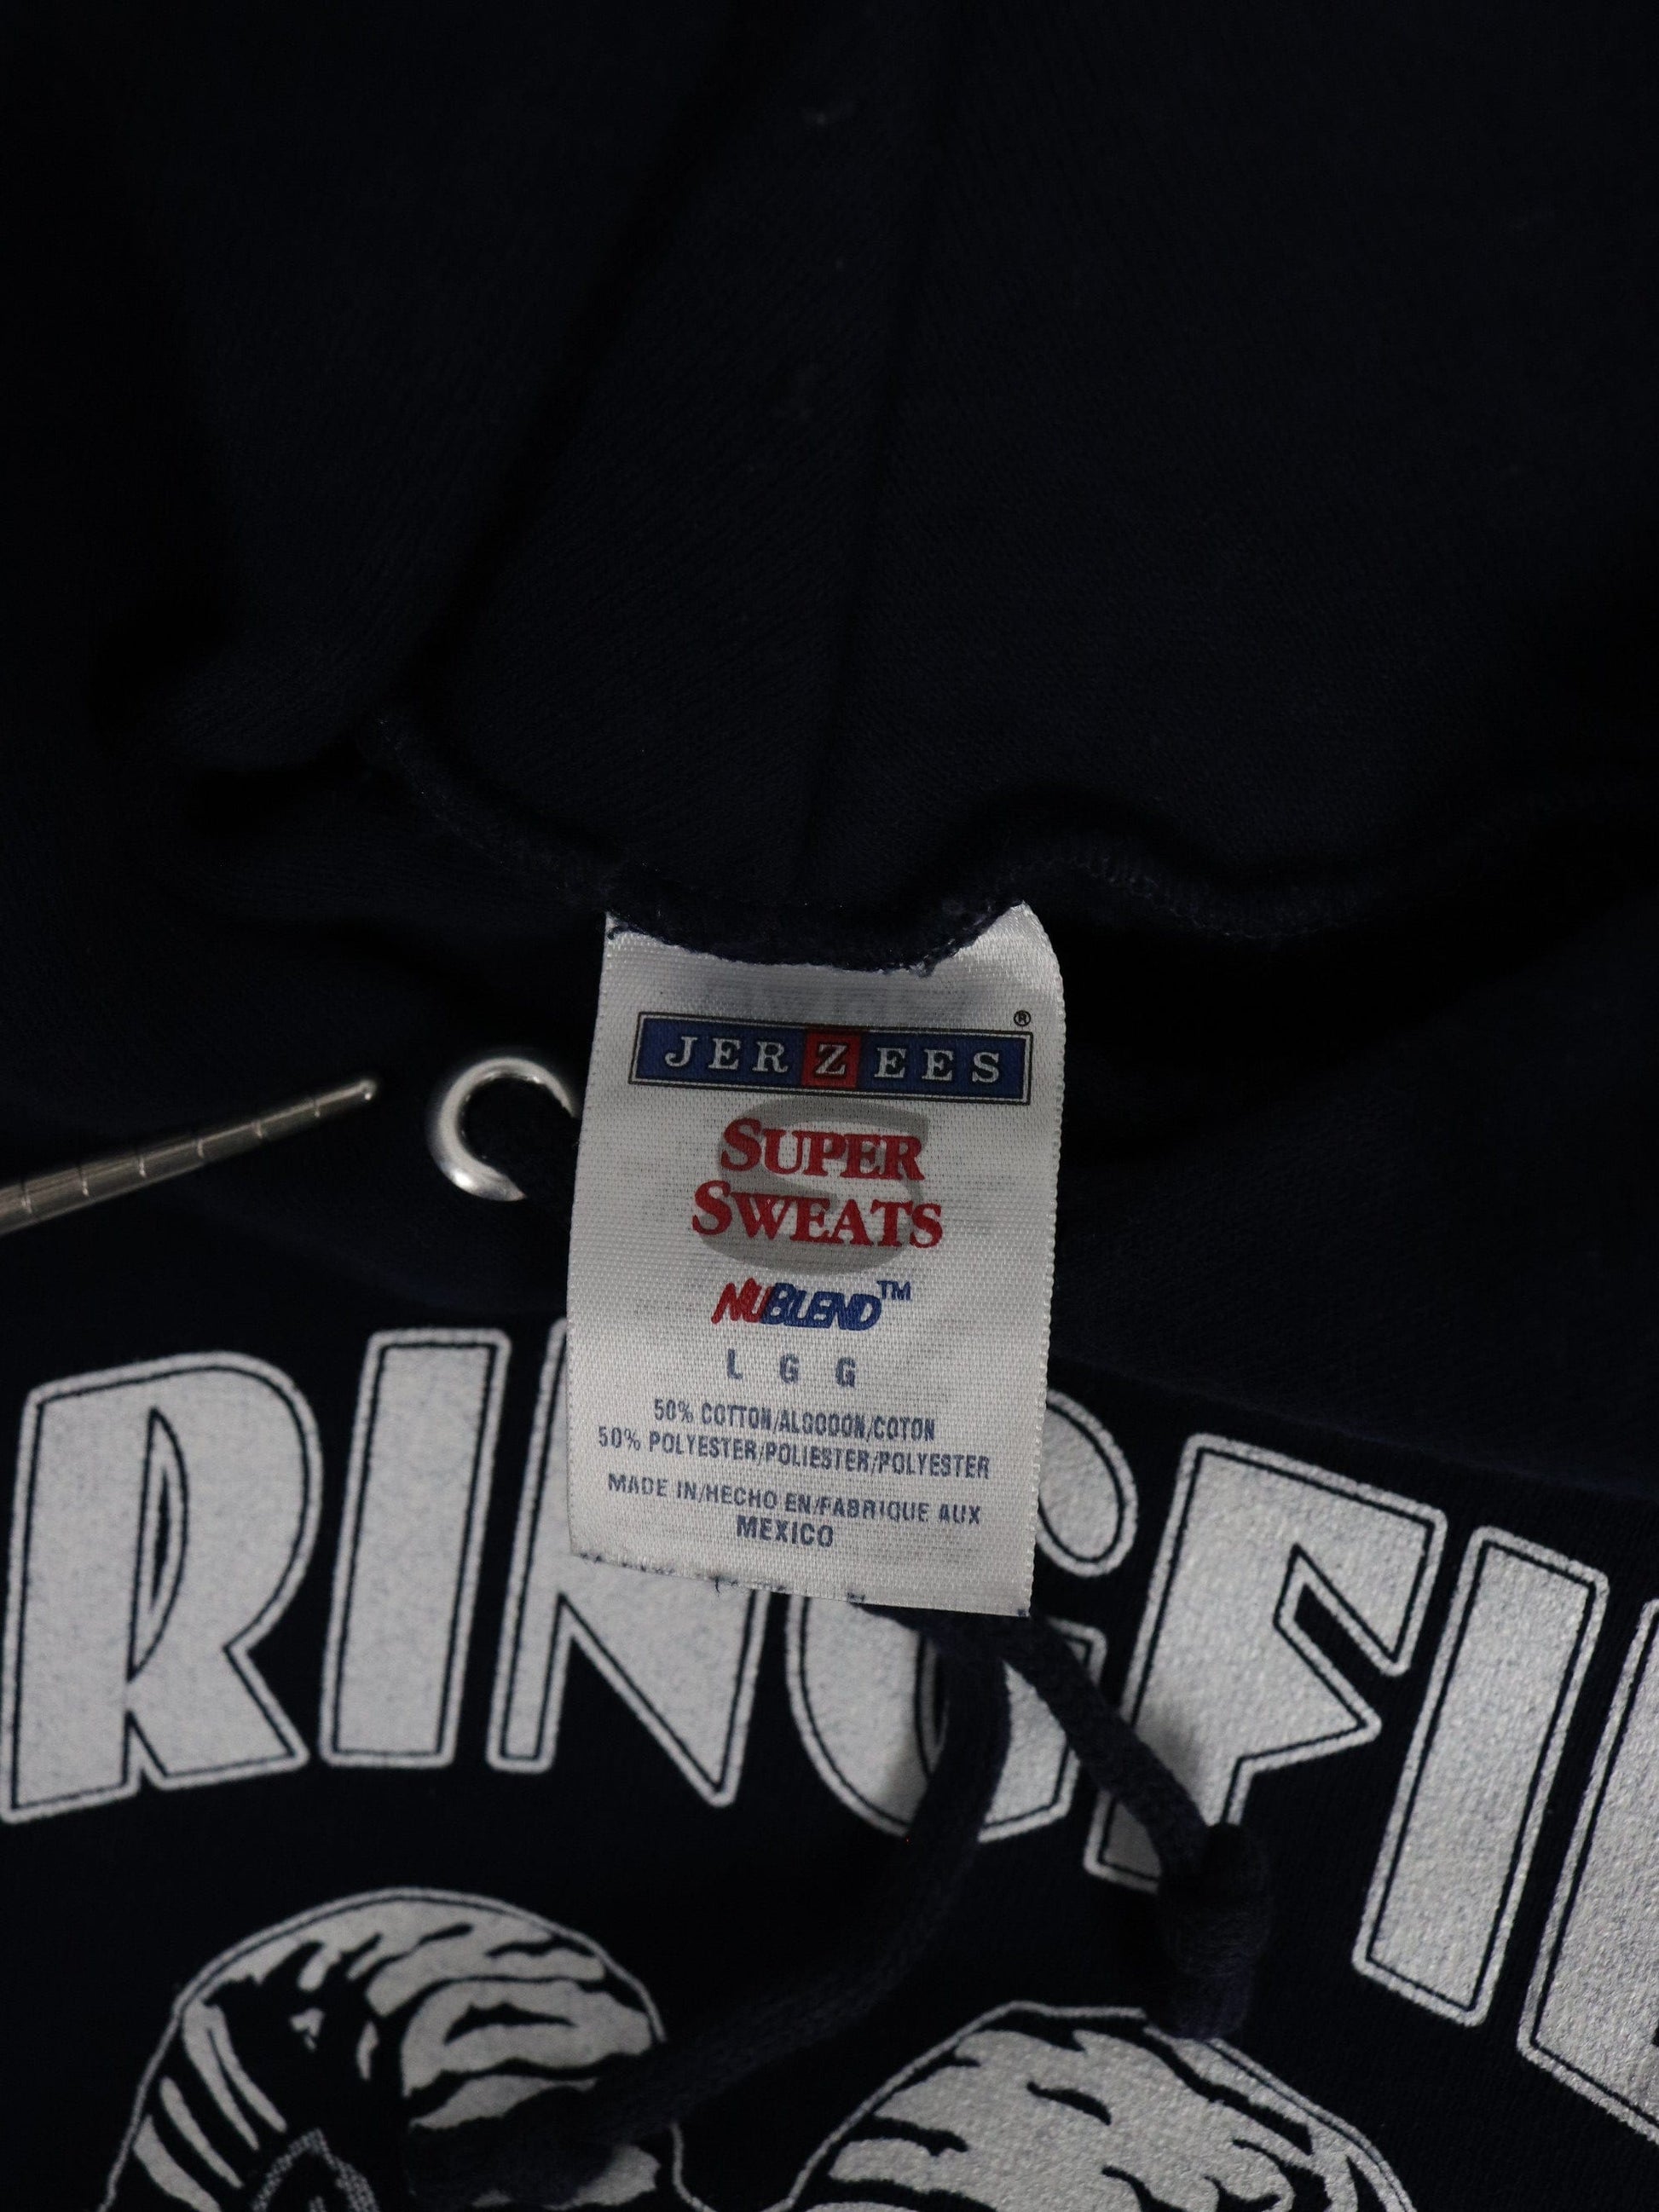 JERZEES®
SUPER
SWEATS
NUBLEND™
L G G
50% COTTON/ALGODON/COTON
50% POLYESTER/POLIESTER/POLYESTER
MADE IN/HECHO EN/FABRIQUE AUX
MEXICO
RINGFI